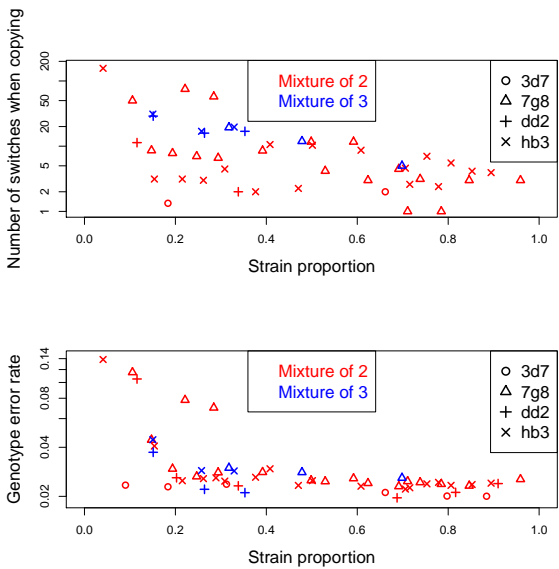 Number of switches when copying
200
50
20
5
2
1
Mixture of 2
Mixture of 3
3d7
7g8
dd2
hb3
0.0 0.2 0.4 0.6 0.8 1.0
Strain proportion
Genotype error rate
0.14
0.08
0.04
0.02
Mixture of 2
Mixture of 3
3d7
7g8
dd2
hb3
0.0 0.2 0.4 0.6 0.8 1.0
Strain proportion